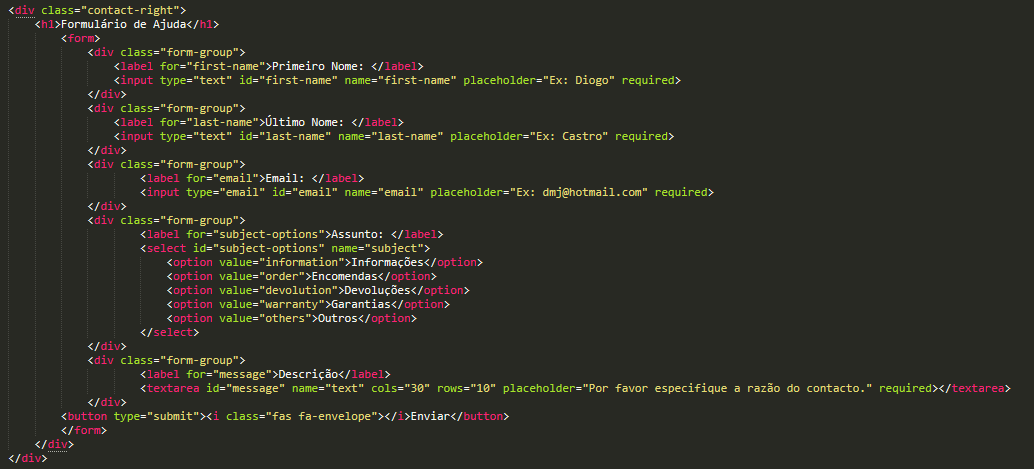 <div class="contact-right">
<h1>Formulário de Ajuda</h1>
<form>
<div class="form-group">
<label for="first-name">Primeiro Nome: </label>
<input type="text" id="first-name" name="first-name" placeholder="Ex: Diogo" required>
</div>
<div class="form-group">
<label for="last-name">Último Nome: </label>
<input type="text" id="last-name" name="last-name" placeholder="Ex: Castro" required>
</div>
<div class="form-group">
<label for="email">Email: </label>
<input type="email" id="email" name="email" placeholder="Ex: dmj@hotmail.com" required>
</div>
<div class="form-group">
<label for="subject-options">Assunto: </label>
<select id="subject-options" name="subject">
<option value="information">Informações</option>
<option value="order">Encomendas</option>
<option value="devolution">Devoluções</option>
<option value="warranty">Garantias</option>
<option value="others">Outros</option>
</select>
</div>
<div class="form-group">
<label for="message">Descrição</label>
<textarea id="message" name="text" cols="30" rows="10" placeholder="Por favor especifique a razão do contacto." required></textarea>
</div>
<button type="submit"><i class="fas fa-envelope"></i>Enviar</button>
</form>
</div>
</div>